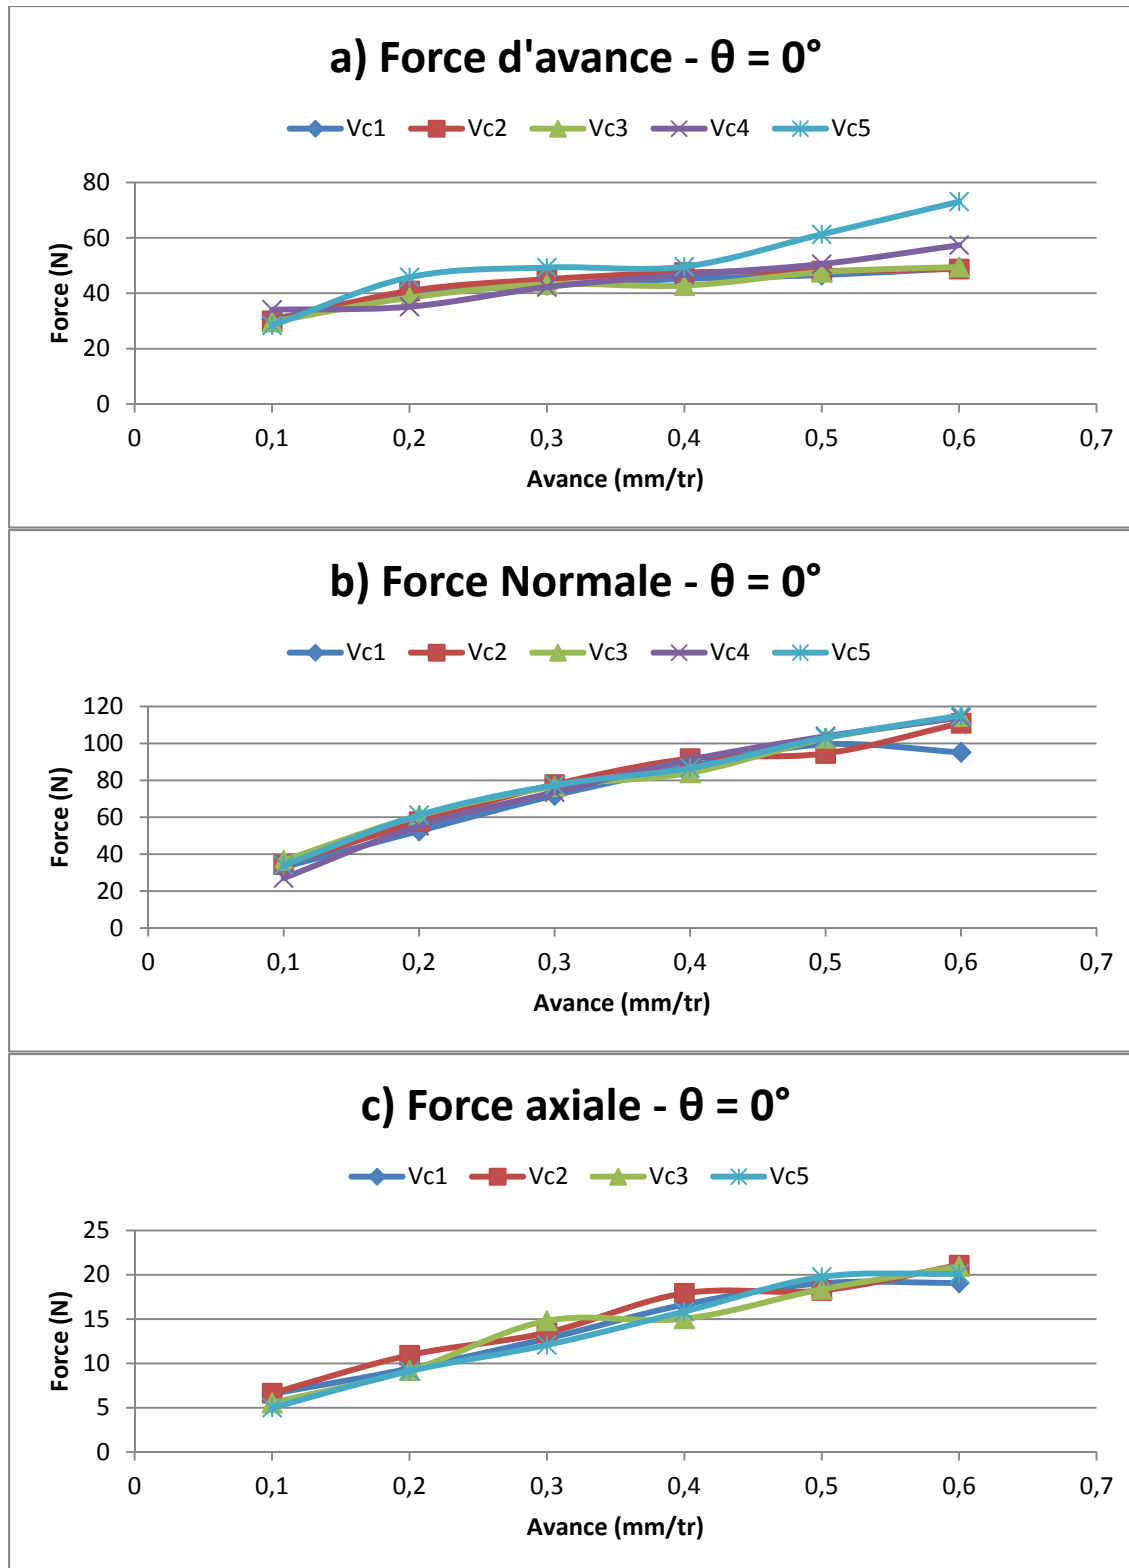 a) Force d'avance - θ = 0°
Vc1 Vc2 Vc3 Vc4 Vc5
80
60
40
20
0
Force (N)
0 0,1 0,2 0,3 0,4 0,5 0,6 0,7
Avance (mm/tr)
b) Force Normale - θ = 0°
Vc1 Vc2 Vc3 Vc4 Vc5
120
100
80
60
40
20
0
Force (N)
0 0,1 0,2 0,3 0,4 0,5 0,6 0,7
Avance (mm/tr)
c) Force axiale - θ = 0°
Vc1 Vc2 Vc3 Vc5
25
20
15
10
5
0
Force (N)
0 0,1 0,2 0,3 0,4 0,5 0,6 0,7
Avance (mm/tr)